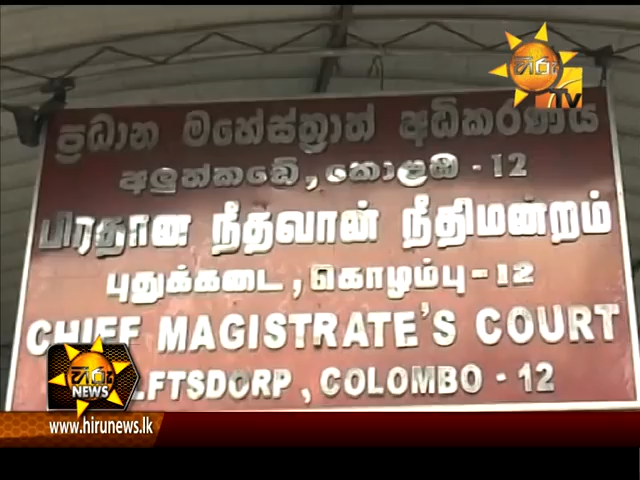 හිරු
TV
ප්‍රධාන මහේස්ත්‍රාත් අධිකරණය
අලුත්කඩේ, කොළඹ - 12
பிரதான நீதவான் நீதிமன்றம்
புதுக்கடை, கொழும்பு - 12
CHIEF MAGISTRATE'S COURT
LFTSDORP, COLOMBO - 12
හිරු
NEWS
www.hirunews.lk